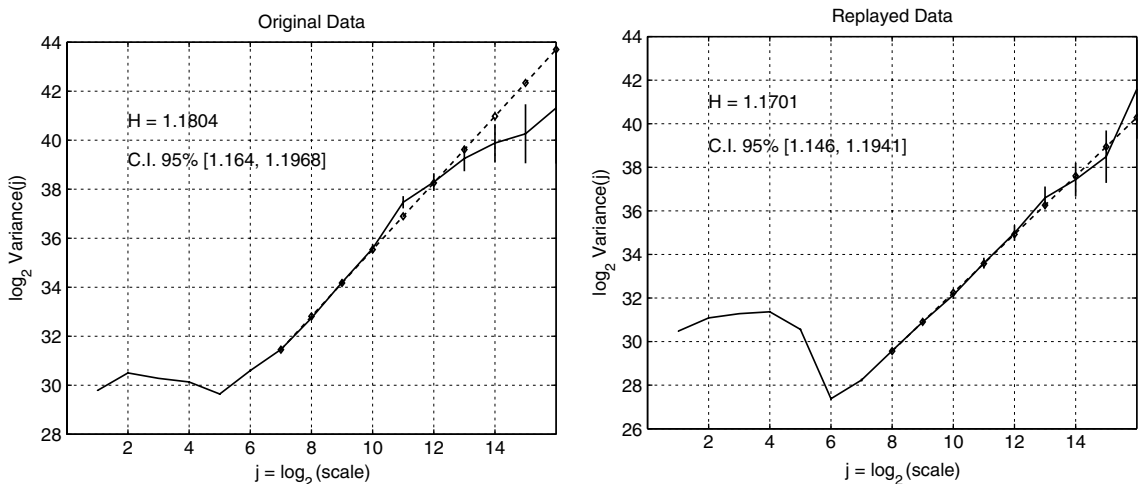 Original Data
44
42
40
38
36
34
32
30
28
H = 1.1804
C.I. 95% [1.164, 1.1968]
2 4 6 8 10 12 14
log2 Variance(j)
j = log2 (scale)
Replayed Data
44
42
40
38
36
34
32
30
28
26
H = 1.1701
C.I. 95% [1.146, 1.1941]
2 4 6 8 10 12 14
log2 Variance(j)
j = log2 (scale)